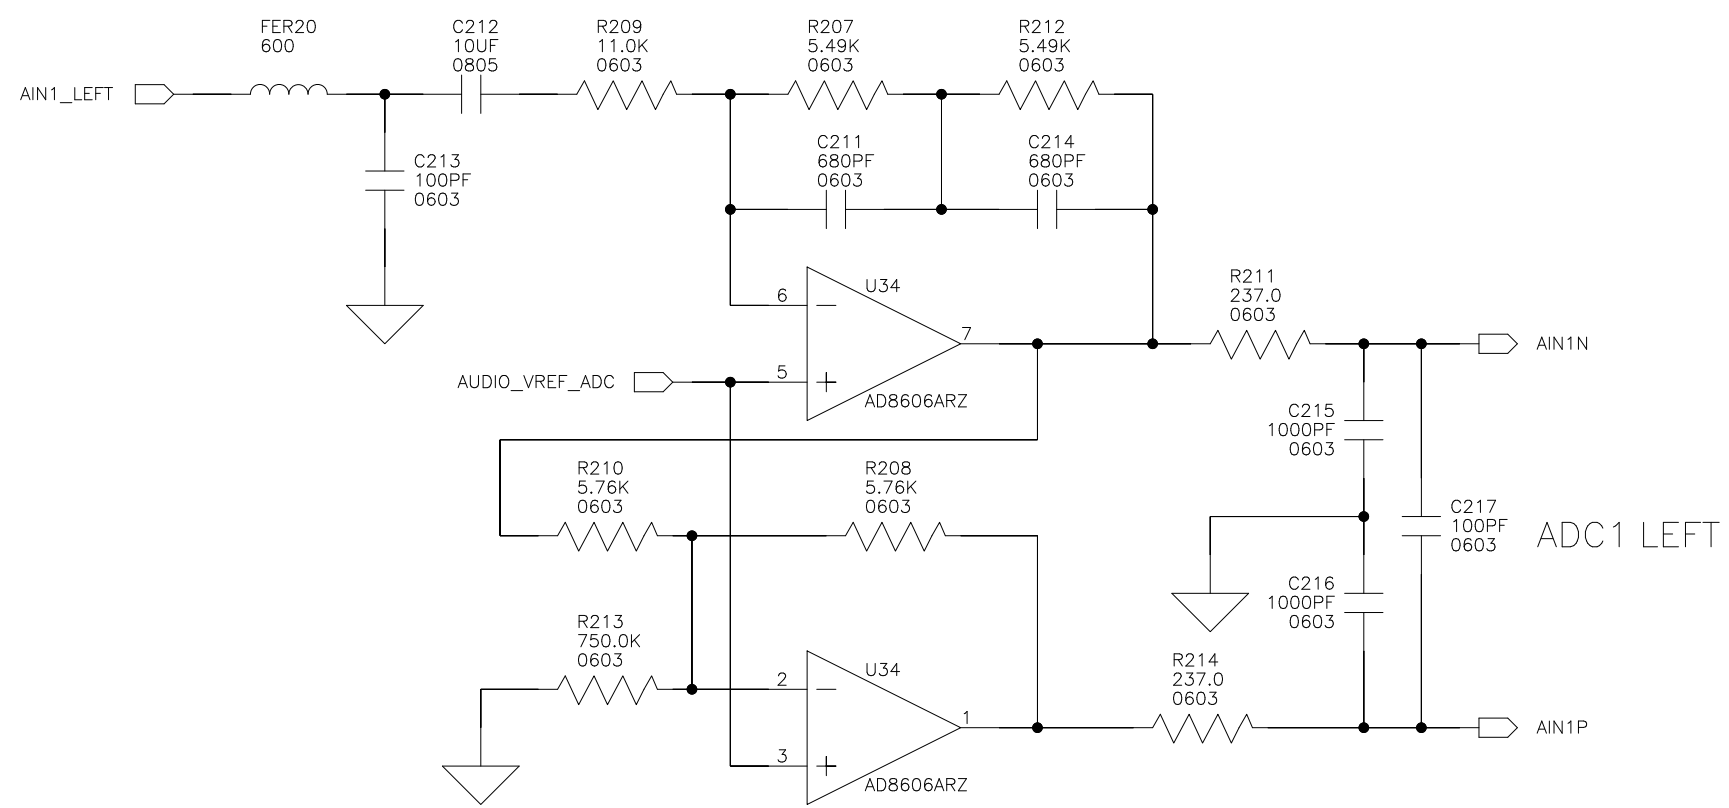 FER20
600
C212
10UF
0805
R209
11.0K
0603
R207
5.49K
0603
R212
5.49K
0603
AIN1_LEFT
C213
100PF
0603
C211
680PF
0603
C214
680PF
0603
U34
6
7
5
AD8606ARZ
AUDIO_VREF_ADC
R211
237.0
0603
AIN1N
C215
1000PF
0603
R210
5.76K
0603
R208
5.76K
0603
C217
100PF
0603
ADC1 LEFT
C216
1000PF
0603
R213
750.0K
0603
U34
2
1
3
AD8606ARZ
R214
237.0
0603
AIN1P